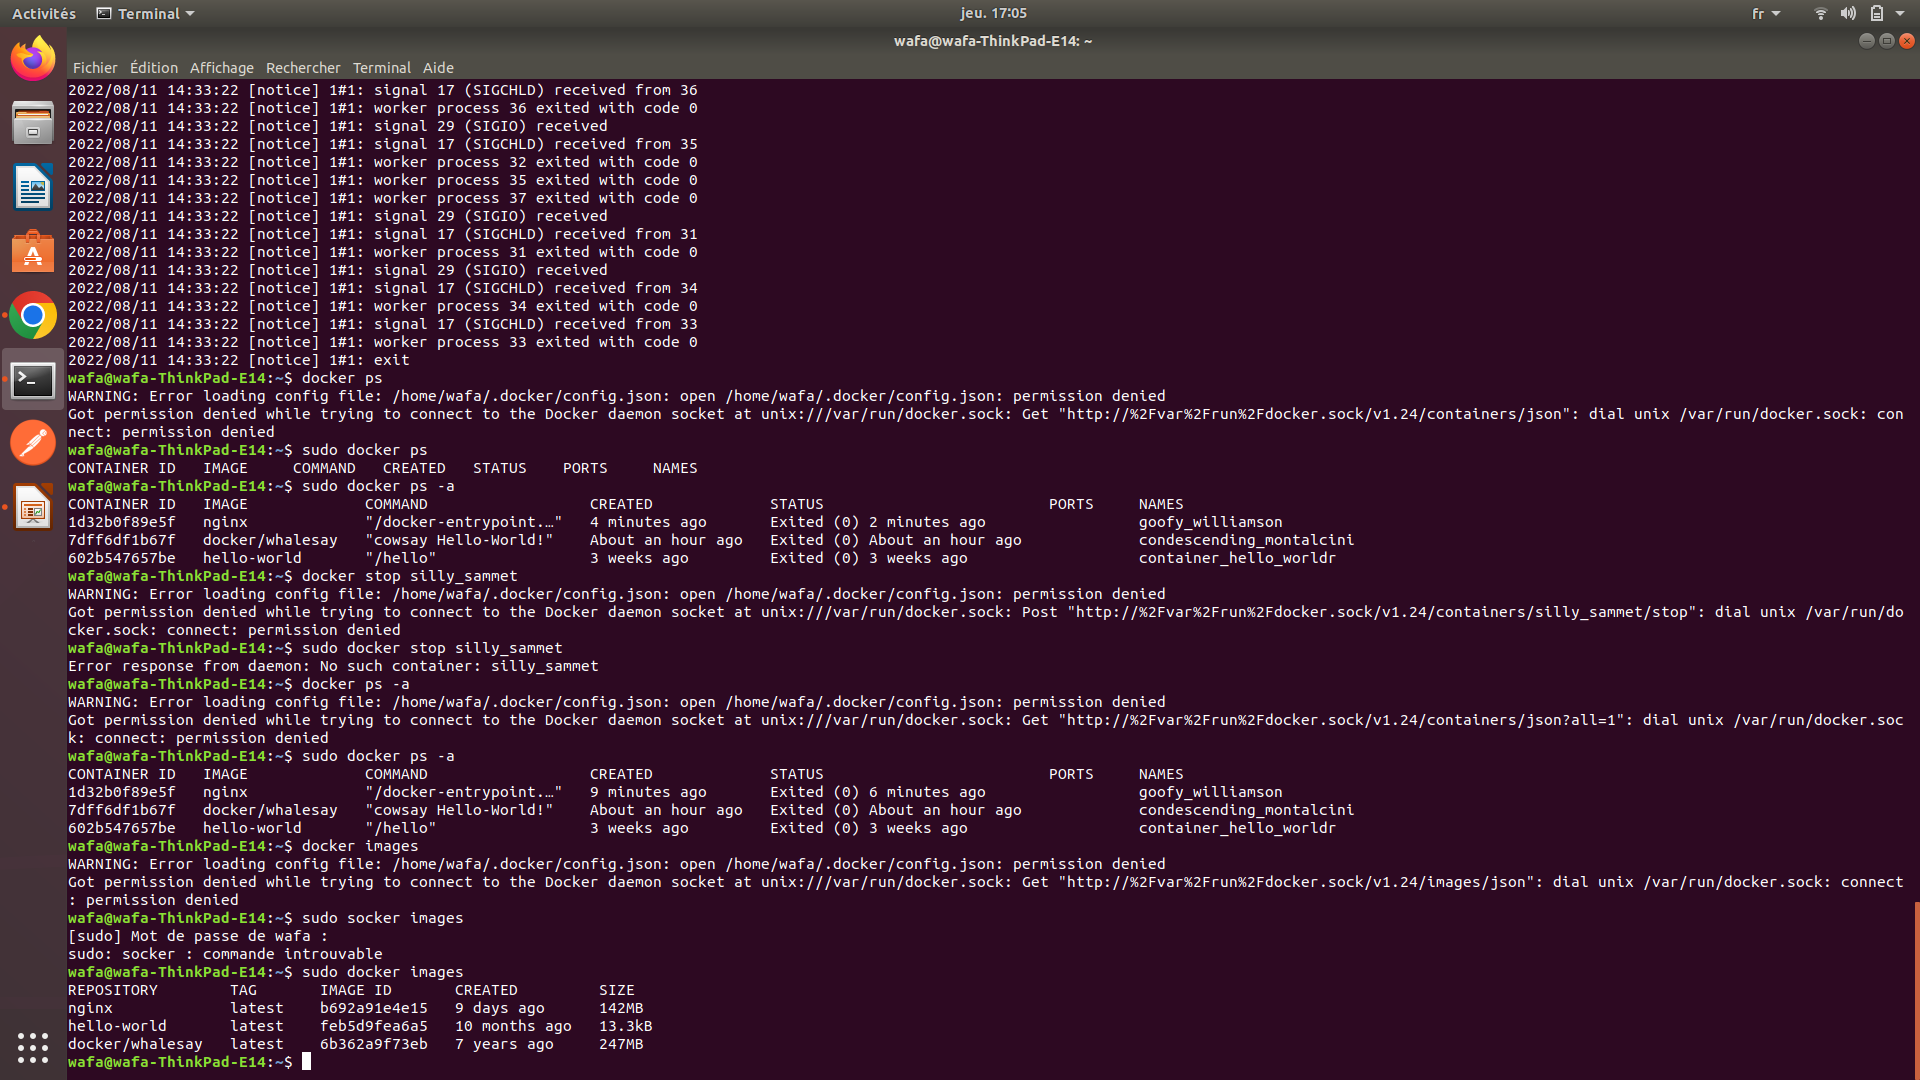 Activités Terminal jeu. 17:05 fr
wafa@wafa-ThinkPad-E14: ~
Fichier Édition Affichage Rechercher Terminal Aide
2022/08/11 14:33:22 [notice] 1#1: signal 17 (SIGCHLD) received from 36
2022/08/11 14:33:22 [notice] 1#1: worker process 36 exited with code 0
2022/08/11 14:33:22 [notice] 1#1: signal 29 (SIGIO) received
2022/08/11 14:33:22 [notice] 1#1: signal 17 (SIGCHLD) received from 35
2022/08/11 14:33:22 [notice] 1#1: worker process 32 exited with code 0
2022/08/11 14:33:22 [notice] 1#1: worker process 35 exited with code 0
2022/08/11 14:33:22 [notice] 1#1: worker process 37 exited with code 0
2022/08/11 14:33:22 [notice] 1#1: signal 29 (SIGIO) received
2022/08/11 14:33:22 [notice] 1#1: signal 17 (SIGCHLD) received from 31
2022/08/11 14:33:22 [notice] 1#1: worker process 31 exited with code 0
2022/08/11 14:33:22 [notice] 1#1: signal 29 (SIGIO) received
2022/08/11 14:33:22 [notice] 1#1: signal 17 (SIGCHLD) received from 34
2022/08/11 14:33:22 [notice] 1#1: worker process 34 exited with code 0
2022/08/11 14:33:22 [notice] 1#1: signal 17 (SIGCHLD) received from 33
2022/08/11 14:33:22 [notice] 1#1: worker process 33 exited with code 0
2022/08/11 14:33:22 [notice] 1#1: exit
wafa@wafa-ThinkPad-E14:~$ docker ps
WARNING: Error loading config file: /home/wafa/.docker/config.json: open /home/wafa/.docker/config.json: permission denied
Got permission denied while trying to connect to the Docker daemon socket at unix:///var/run/docker.sock: Get "http://%2Fvar%2Frun%2Fdocker.sock/v1.24/containers/json": dial unix /var/run/docker.sock: con
nect: permission denied
wafa@wafa-ThinkPad-E14:~$ sudo docker ps
CONTAINER ID   IMAGE     COMMAND   CREATED   STATUS    PORTS     NAMES
wafa@wafa-ThinkPad-E14:~$ sudo docker ps -a
CONTAINER ID   IMAGE             COMMAND                  CREATED             STATUS                         PORTS     NAMES
1d32b0f89e5f   nginx             "/docker-entrypoint.…"   4 minutes ago       Exited (0) 2 minutes ago                 goofy_williamson
7dff6df1b67f   docker/whalesay   "cowsay Hello-World!"    About an hour ago   Exited (0) About an hour ago             condescending_montalcini
602b547657be   hello-world       "/hello"                 3 weeks ago         Exited (0) 3 weeks ago                   container_hello_worldr
wafa@wafa-ThinkPad-E14:~$ docker stop silly_sammet
WARNING: Error loading config file: /home/wafa/.docker/config.json: open /home/wafa/.docker/config.json: permission denied
Got permission denied while trying to connect to the Docker daemon socket at unix:///var/run/docker.sock: Post "http://%2Fvar%2Frun%2Fdocker.sock/v1.24/containers/silly_sammet/stop": dial unix /var/run/do
cker.sock: connect: permission denied
wafa@wafa-ThinkPad-E14:~$ sudo docker stop silly_sammet
Error response from daemon: No such container: silly_sammet
wafa@wafa-ThinkPad-E14:~$ docker ps -a
WARNING: Error loading config file: /home/wafa/.docker/config.json: open /home/wafa/.docker/config.json: permission denied
Got permission denied while trying to connect to the Docker daemon socket at unix:///var/run/docker.sock: Get "http://%2Fvar%2Frun%2Fdocker.sock/v1.24/containers/json?all=1": dial unix /var/run/docker.soc
k: connect: permission denied
wafa@wafa-ThinkPad-E14:~$ sudo docker ps -a
CONTAINER ID   IMAGE             COMMAND                  CREATED             STATUS                         PORTS     NAMES
1d32b0f89e5f   nginx             "/docker-entrypoint.…"   9 minutes ago       Exited (0) 6 minutes ago                 goofy_williamson
7dff6df1b67f   docker/whalesay   "cowsay Hello-World!"    About an hour ago   Exited (0) About an hour ago             condescending_montalcini
602b547657be   hello-world       "/hello"                 3 weeks ago         Exited (0) 3 weeks ago                   container_hello_worldr
wafa@wafa-ThinkPad-E14:~$ docker images
WARNING: Error loading config file: /home/wafa/.docker/config.json: open /home/wafa/.docker/config.json: permission denied
Got permission denied while trying to connect to the Docker daemon socket at unix:///var/run/docker.sock: Get "http://%2Fvar%2Frun%2Fdocker.sock/v1.24/images/json": dial unix /var/run/docker.sock: connect
: permission denied
wafa@wafa-ThinkPad-E14:~$ sudo socker images
[sudo] Mot de passe de wafa :
sudo: socker : commande introuvable
wafa@wafa-ThinkPad-E14:~$ sudo docker images
REPOSITORY        TAG       IMAGE ID       CREATED         SIZE
nginx             latest    b692a91e4e15   9 days ago      142MB
hello-world       latest    feb5d9fea6a5   10 months ago   13.3kB
docker/whalesay   latest    6b362a9f73eb   7 years ago     247MB
wafa@wafa-ThinkPad-E14:~$